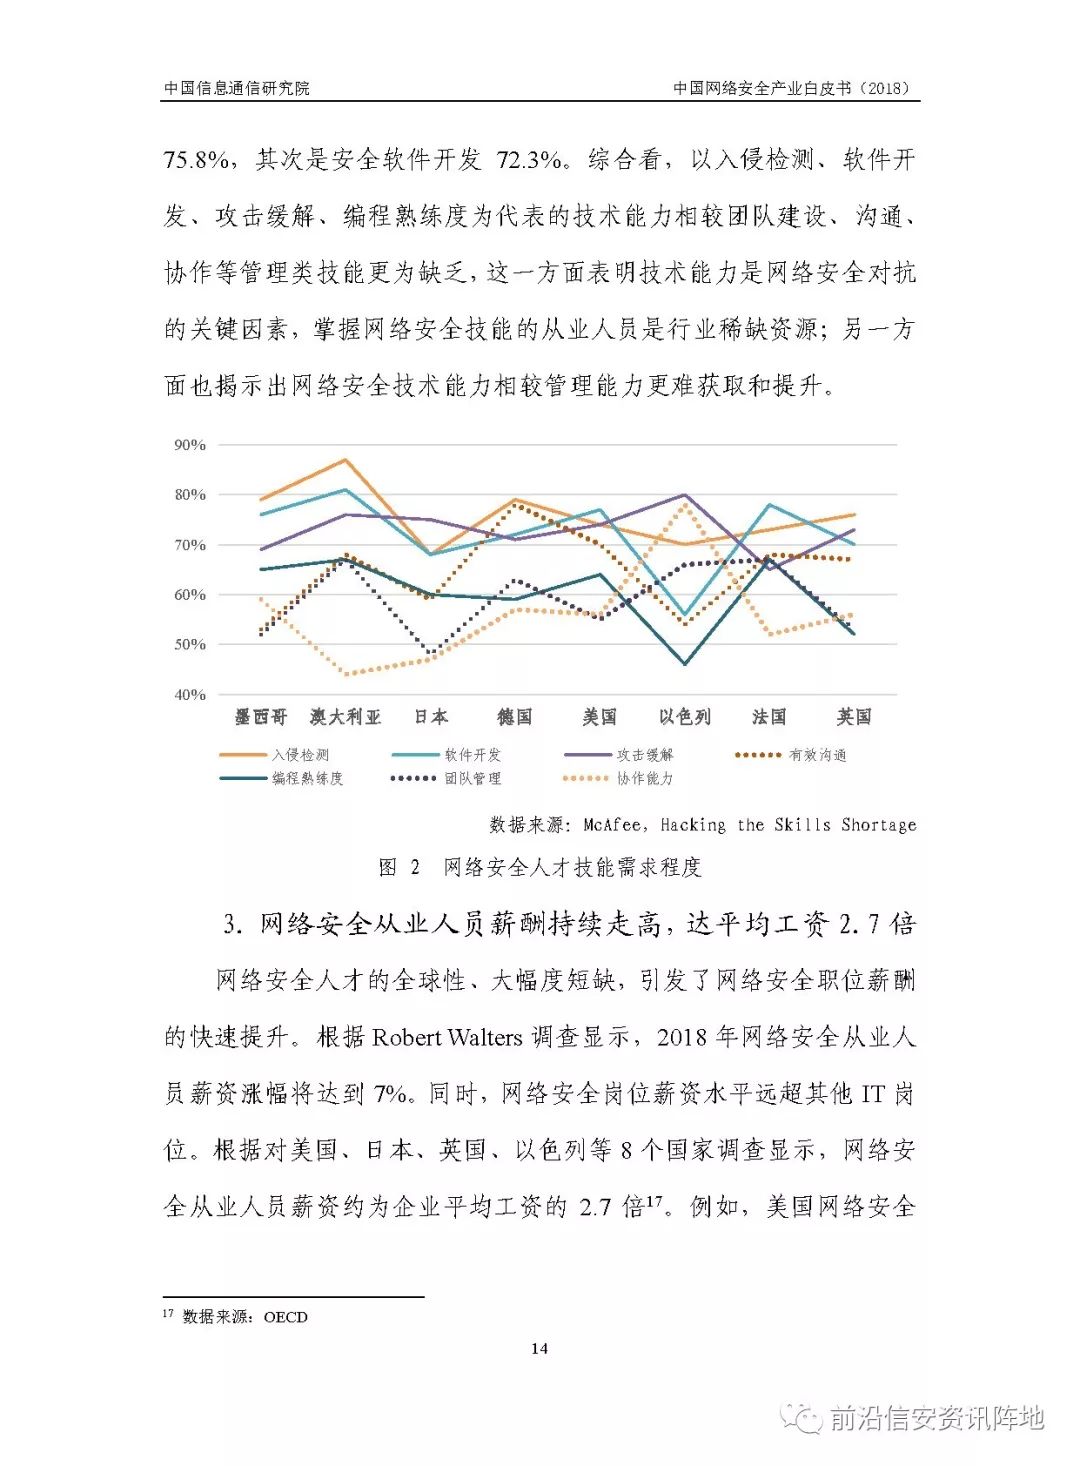 中国信息通信研究院
中国网络安全产业白皮书（2018）
75.8%，其次是安全软件开发 72.3%。综合看，以入侵检测、软件开
发、攻击缓解、编程熟练度为代表的技术能力相较团队建设、沟通、
协作等管理类技能更为缺乏，这一方面表明技术能力是网络安全对抗
的关键因素，掌握网络安全技能的从业人员是行业稀缺资源；另一方
面也揭示出网络安全技术能力相较管理能力更难获取和提升。
90%
80%
70%
60%
50%
40%
墨西哥 澳大利亚 日本 德国 美国 以色列 法国 英国
入侵检测 软件开发 攻击缓解 有效沟通
编程熟练度 团队管理 协作能力
数据来源：McAfee，Hacking the Skills Shortage
图 2 网络安全人才技能需求程度
3. 网络安全从业人员薪酬持续走高，达平均工资 2.7 倍
网络安全人才的全球性、大幅度短缺，引发了网络安全职位薪酬
的快速提升。根据 Robert Walters 调查显示，2018 年网络安全从业人
员薪资涨幅将达到 7%。同时，网络安全岗位薪资水平远超其他 IT 岗
位。根据对美国、日本、英国、以色列等 8 个国家调查显示，网络安
全从业人员薪资约为企业平均工资的 2.7 倍17。例如，美国网络安全
17 数据来源：OECD
14
前沿信安资讯阵地